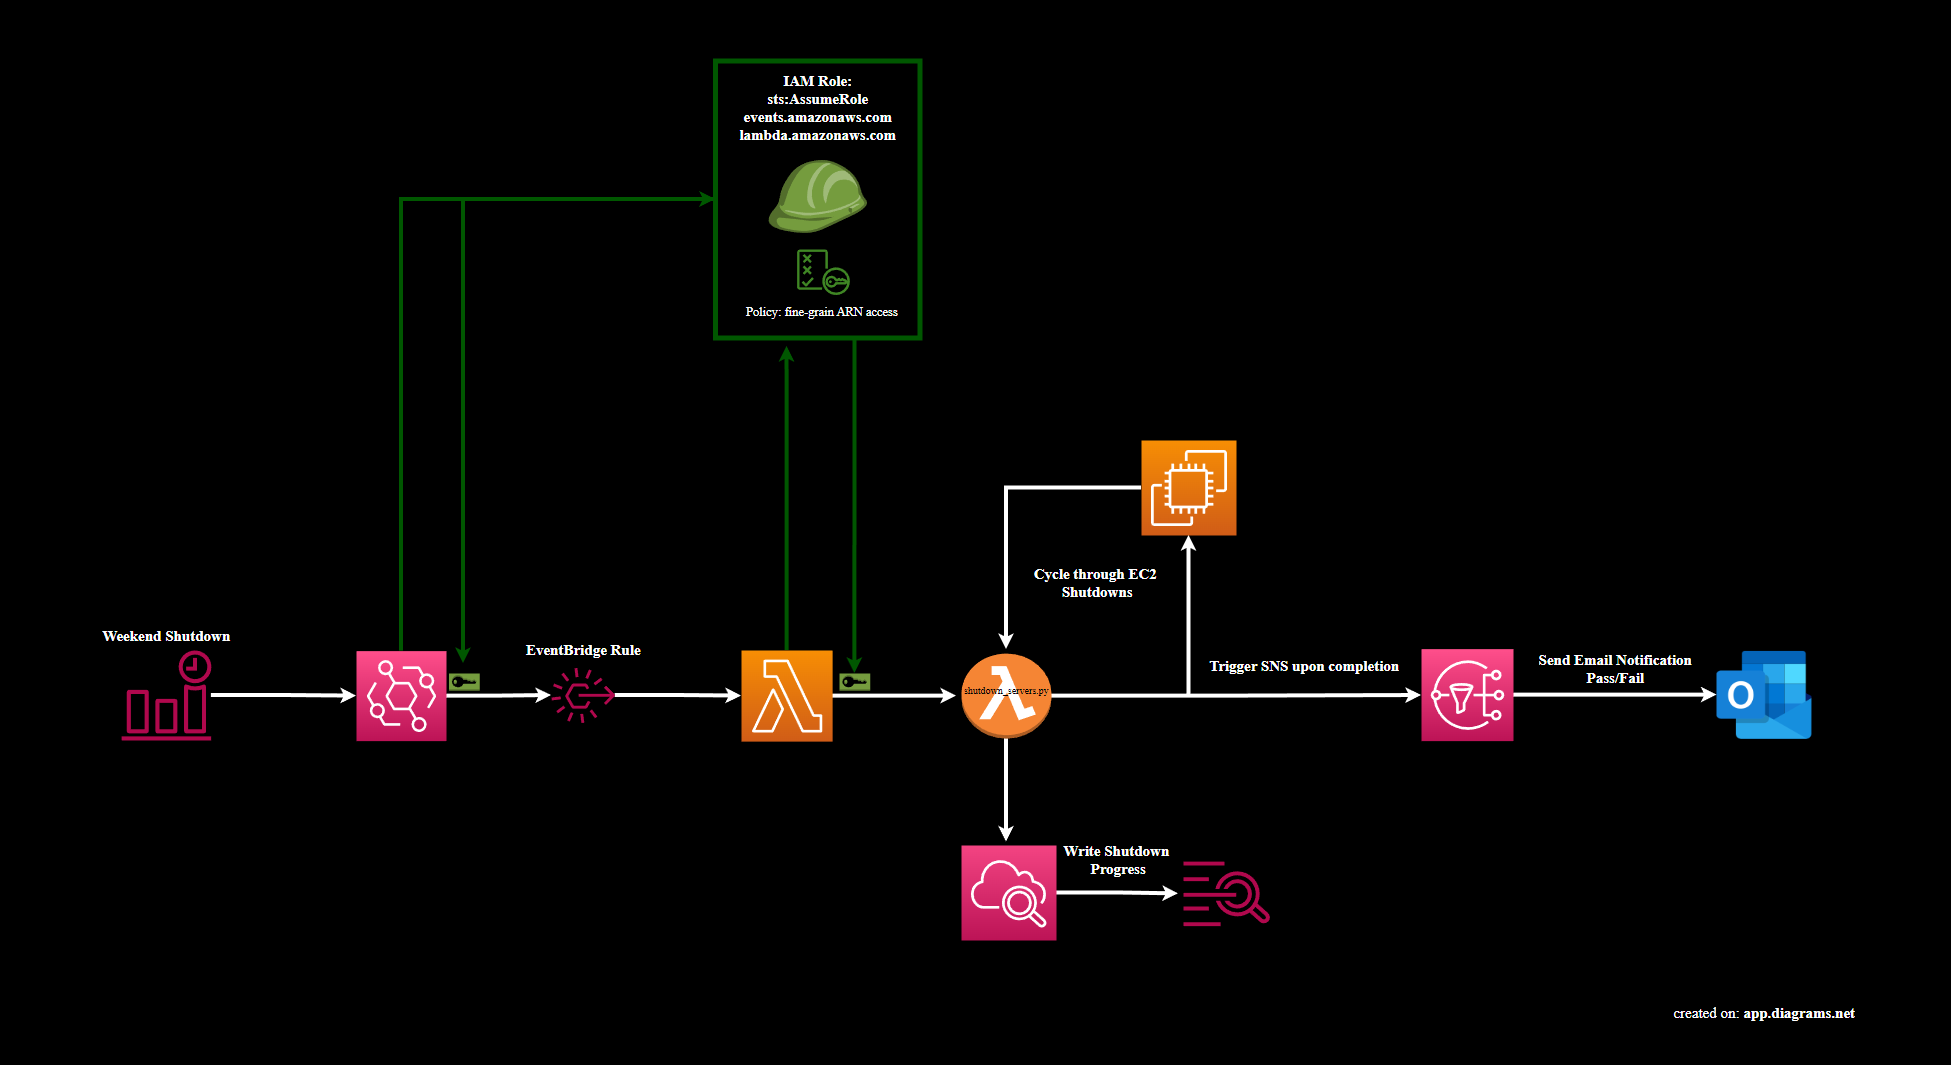 IAM Role:
sts:AssumeRole
events.amazonaws.com
lambda.amazonaws.com
Policy: fine-grain ARN access
Cycle through EC2
Shutdowns
Weekend Shutdown
EventBridge Rule
shutdown_servers.py
Trigger SNS upon completion
Send Email Notification
Pass/Fail
O
Write Shutdown
Progress
created on: app.diagrams.net